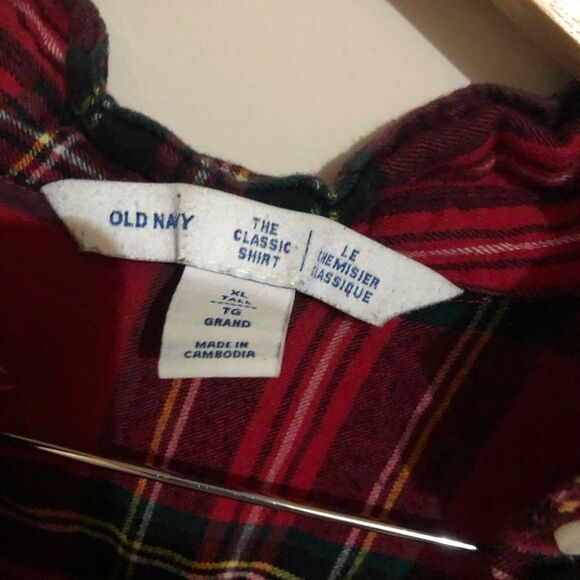 OLD NAVY
THE
CLASSIC
SHIRT
LE
CHEMISIER
CLASSIQUE
XL
TALL
TG
GRAND
MADE IN
CAMBODIA